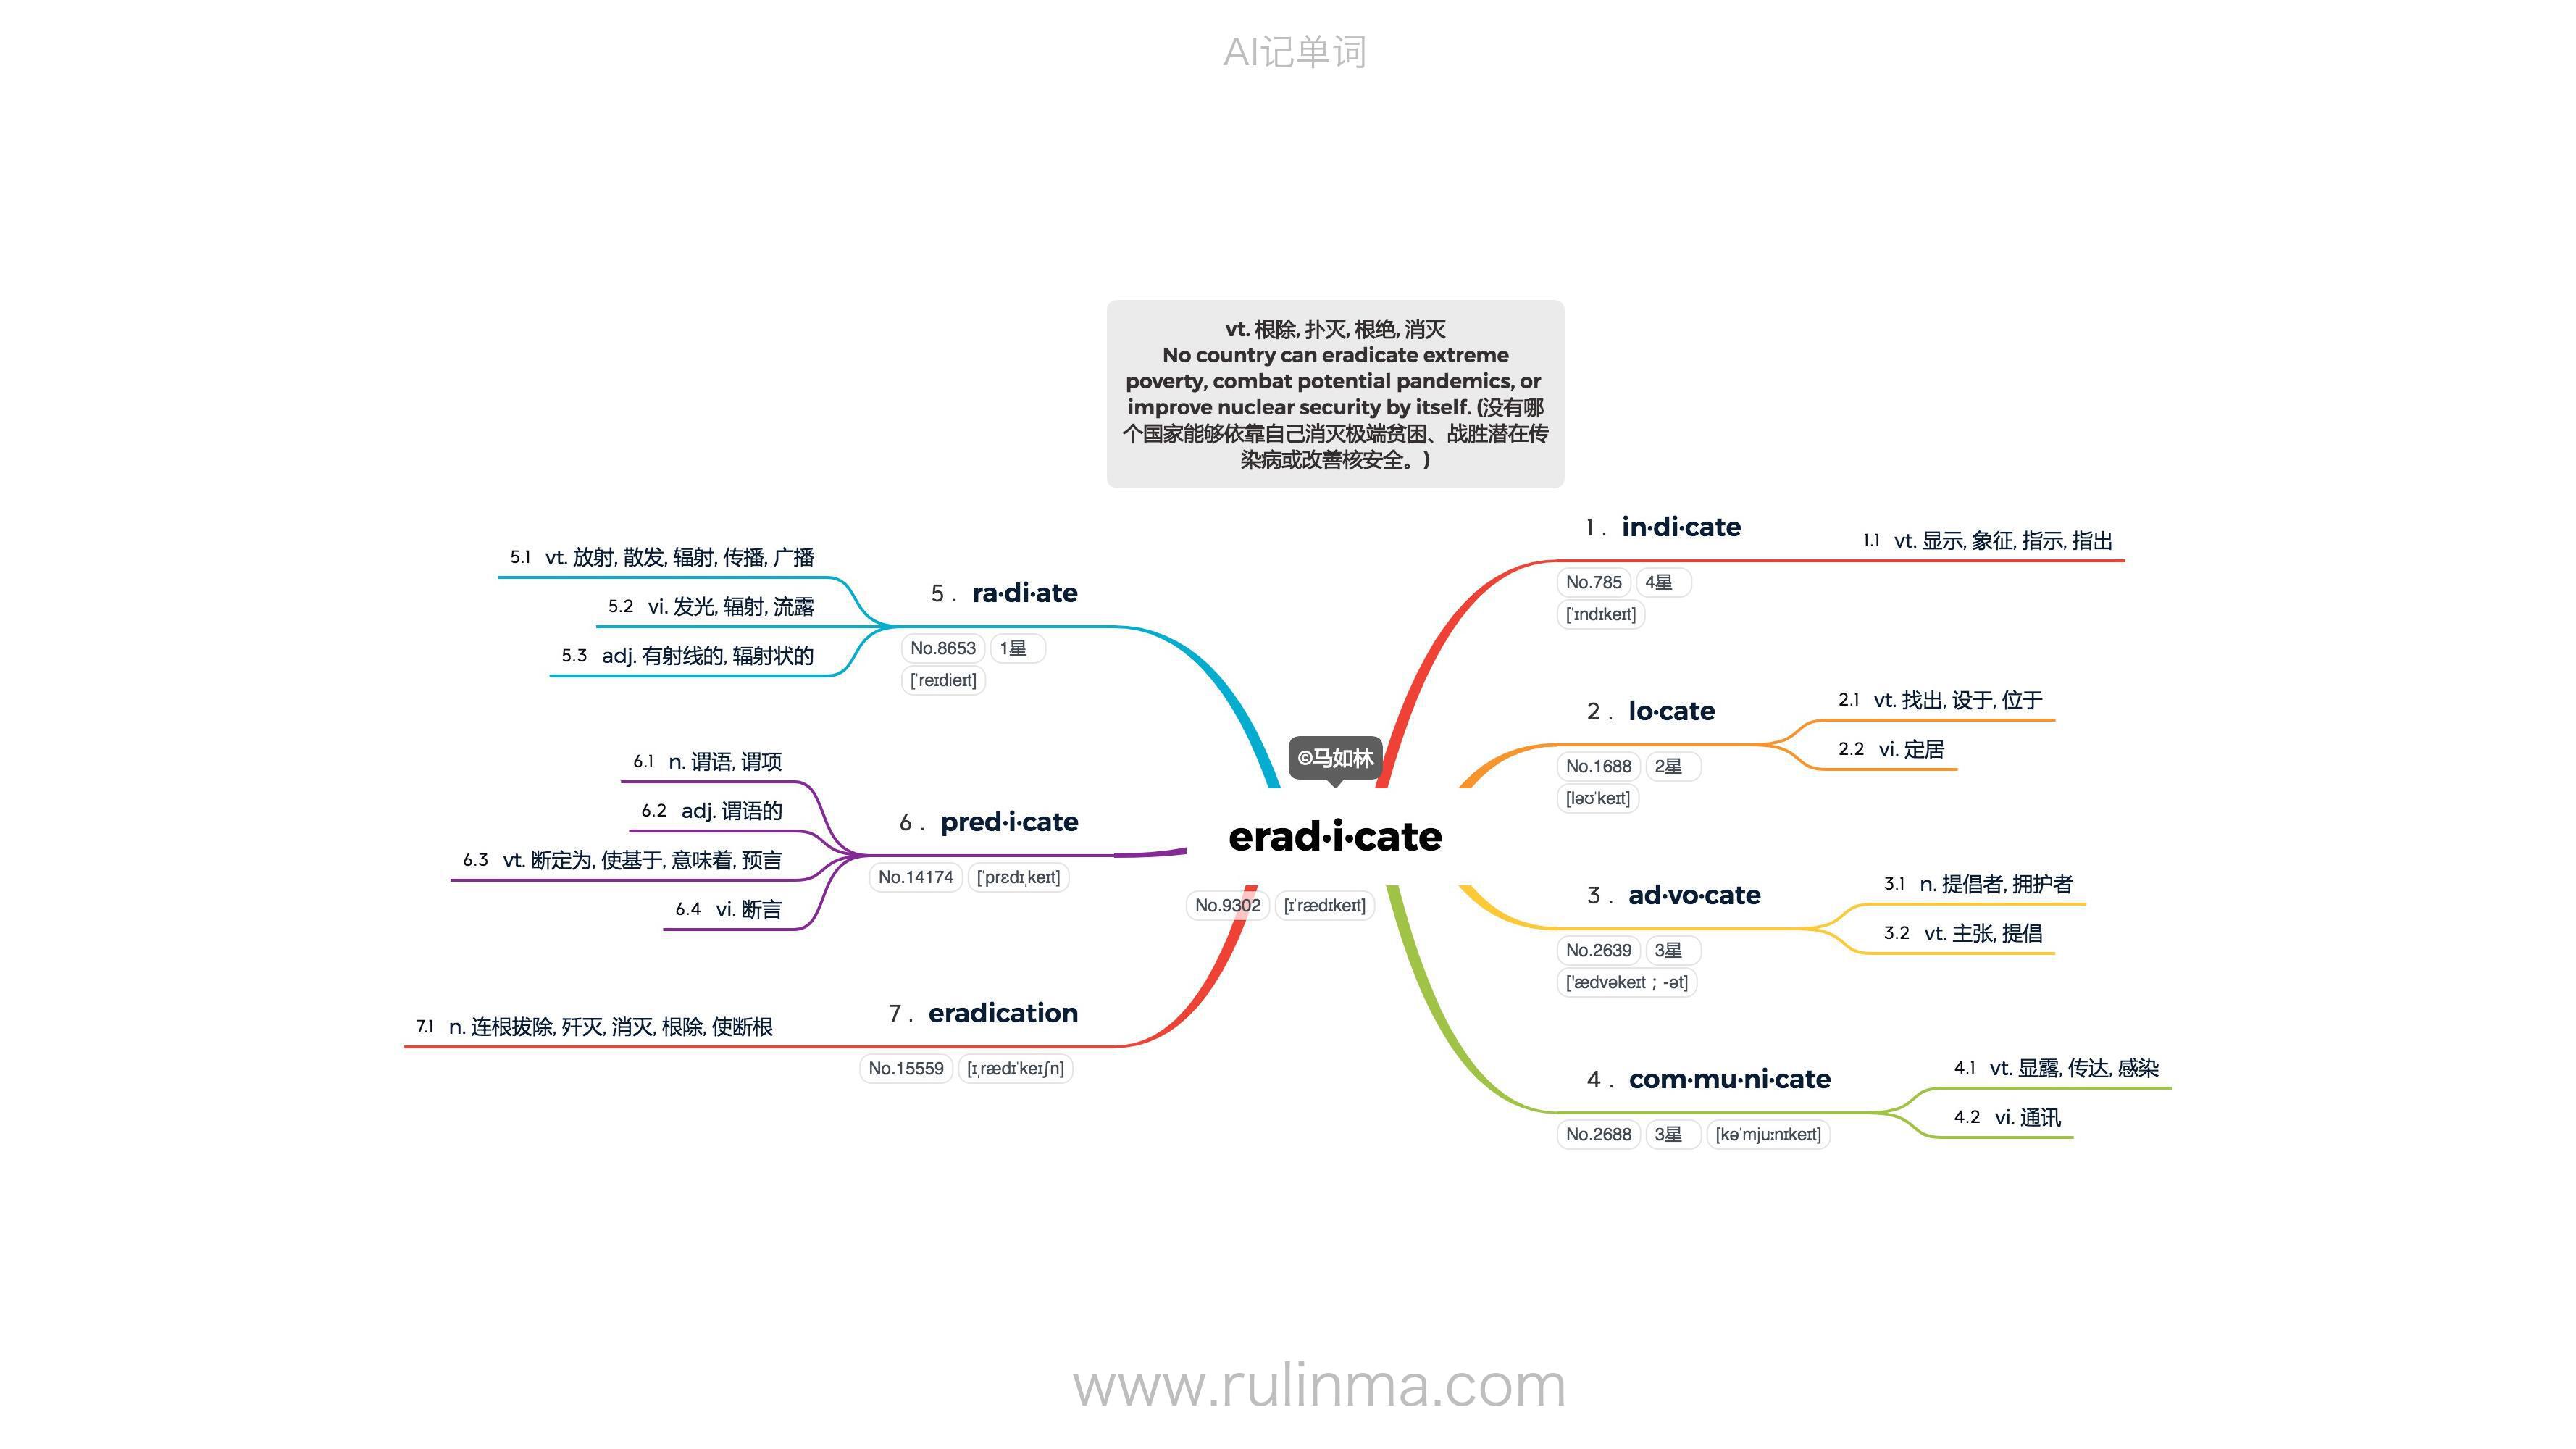 AI记单词
vt. 根除, 扑灭, 根绝, 消灭
No country can eradicate extreme
poverty, combat potential pandemics, or
improve nuclear security by itself. (没有哪
个国家能够依靠自己消灭极端贫困、战胜潜在传
染病或改善核安全。)
©马如林
erad·i·cate
No.9302 [ɪˈrædɪkeɪt]
1. in·di·cate
No.785 4星
[ˈɪndɪkeɪt]
1.1 vt. 显示, 象征, 指示, 指出
2. lo·cate
No.1688 2星
[ləʊˈkeɪt]
2.1 vt. 找出, 设于, 位于
2.2 vi. 定居
3. ad·vo·cate
No.2639 3星
['ædvəkeɪt；-ət]
3.1 n. 提倡者, 拥护者
3.2 vt. 主张, 提倡
4. com·mu·ni·cate
No.2688 3星 [kəˈmjuːnɪkeɪt]
4.1 vt. 显露, 传达, 感染
4.2 vi. 通讯
5. ra·di·ate
No.8653 1星
[ˈreɪdieɪt]
5.1 vt. 放射, 散发, 辐射, 传播, 广播
5.2 vi. 发光, 辐射, 流露
5.3 adj. 有射线的, 辐射状的
6. pred·i·cate
No.14174 [ˈprɛdɪˌkeɪt]
6.1 n. 谓语, 谓项
6.2 adj. 谓语的
6.3 vt. 断定为, 使基于, 意味着, 预言
6.4 vi. 断言
7. eradication
No.15559 [ɪˌrædɪˈkeɪʃn]
7.1 n. 连根拔除, 歼灭, 消灭, 根除, 使断根
www.rulinma.com